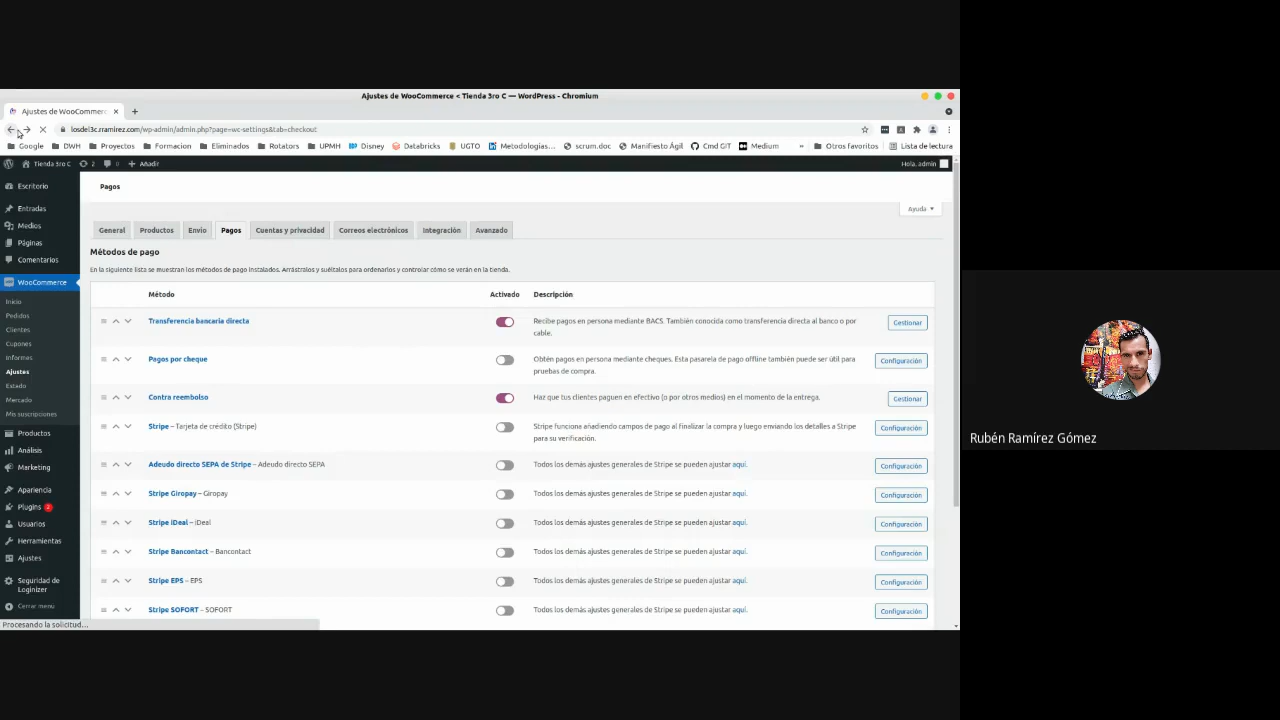 Ajustes de WooCommerce < Tienda 3ro C — WordPress - Chromium
Ajustes de WooCommerc
losdel3c.rramirez.com/wp-admin/admin.php?page=wc-settings&tab=checkout
Google DWH Proyectos Formacion Eliminados Rotators UPMH Disney Databricks UGTO Metodologías... scrum.doc Manifiesto Ágil Cmd GIT Medium » Otros favoritos Lista de lectura
Tienda 3ro C 2 Añadir Hola, admin
Escritorio
Entradas
Medios
Páginas
Comentarios
WooCommerce
Inicio
Pedidos
Clientes
Cupones
Informes
Ajustes
Estado
Mercado
Mis suscripciones
Productos
Análisis
Marketing
Apariencia
Plugins 2
Usuarios
Herramientas
Ajustes
Seguridad de
Loginizer
Cerrar menú
Procesando la solicitud...
Pagos
Ayuda
General Productos Envío Pagos Cuentas y privacidad Correos electrónicos Integración Avanzado
Métodos de pago
En la siguiente lista se muestran los métodos de pago instalados. Arrástralos y suéltalos para ordenarlos y controlar cómo se verán en la tienda.
Método Activado Descripción
Transferencia bancaria directa Recibe pagos en persona mediante BACS. También conocida como transferencia directa al banco o por Gestionar
cable.
Pagos por cheque Obtén pagos en persona mediante cheques. Esta pasarela de pago offline también puede ser útil para Configuración
pruebas de compra.
Contra reembolso Haz que tus clientes paguen en efectivo (o por otros medios) en el momento de la entrega. Gestionar
Stripe – Tarjeta de crédito (Stripe) Stripe funciona añadiendo campos de pago al finalizar la compra y luego enviando los detalles a Stripe Configuración
para su verificación.
Adeudo directo SEPA de Stripe – Adeudo directo SEPA Todos los demás ajustes generales de Stripe se pueden ajustar aquí. Configuración
Stripe Giropay – Giropay Todos los demás ajustes generales de Stripe se pueden ajustar aquí. Configuración
Stripe iDeal – iDeal Todos los demás ajustes generales de Stripe se pueden ajustar aquí. Configuración
Stripe Bancontact – Bancontact Todos los demás ajustes generales de Stripe se pueden ajustar aquí. Configuración
Stripe EPS – EPS Todos los demás ajustes generales de Stripe se pueden ajustar aquí. Configuración
Stripe SOFORT – SOFORT Todos los demás ajustes generales de Stripe se pueden ajustar aquí. Configuración
Rubén Ramírez Gómez